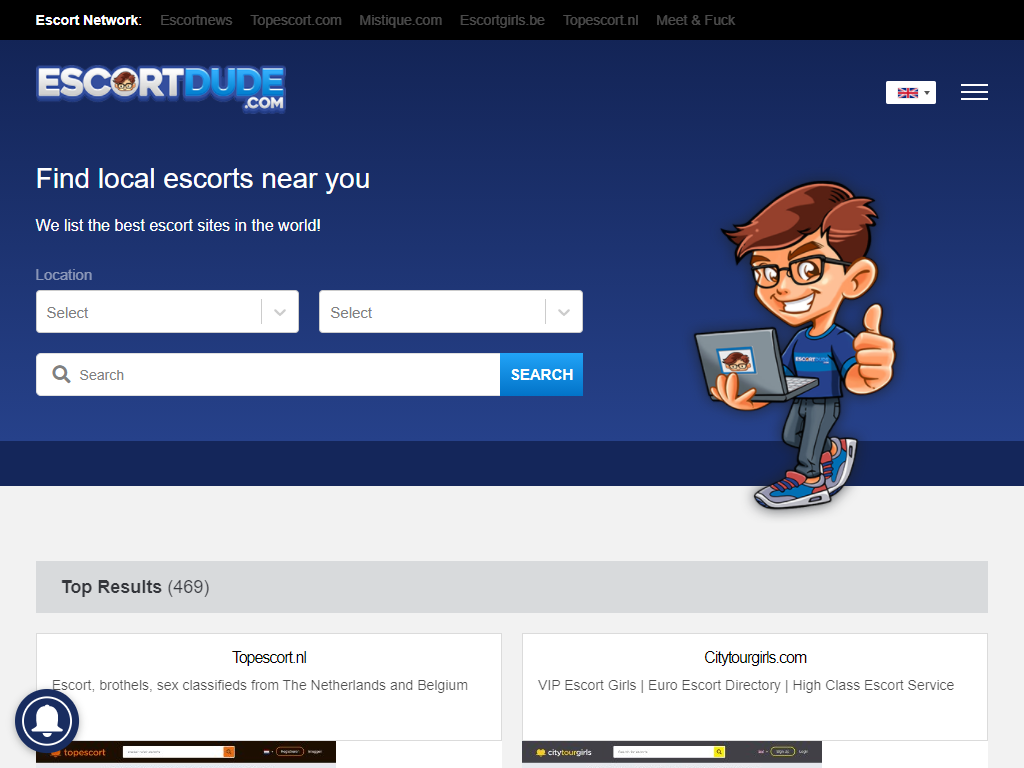 Escort Network: Escortnews Topescort.com Mistique.com Escortgirls.be Topescort.nl Meet & Fuck
ESCORTDUDE
.COM
Find local escorts near you
We list the best escort sites in the world!
Location
Select Select
Search SEARCH
ESCORTDUDE
Top Results (469)
Topescort.nl Citytourgirls.com
Escort, brothels, sex classifieds from The Netherlands and Belgium VIP Escort Girls | Euro Escort Directory | High Class Escort Service
topescort citytourgirls